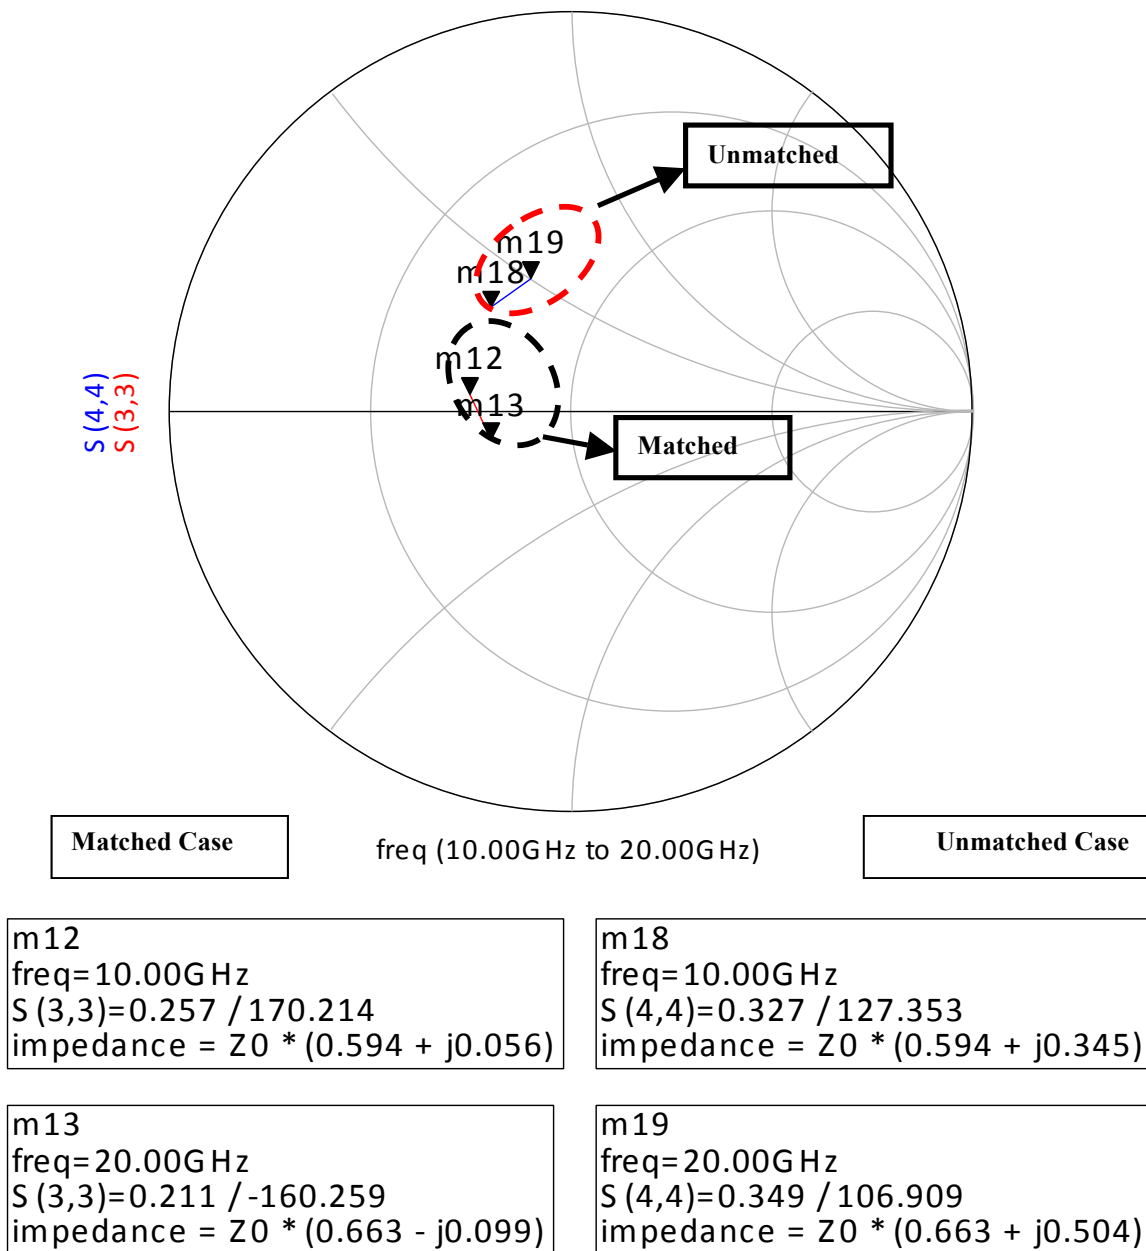 Unmatched
m19
m18
m12
m13
Matched
S(4,4)
S(3,3)
Matched Case
freq (10.00GHz to 20.00GHz)
Unmatched Case
m12
freq=10.00GHz
S(3,3)=0.257 / 170.214
impedance = Z0 * (0.594 + j0.056)
m18
freq=10.00GHz
S(4,4)=0.327 / 127.353
impedance = Z0 * (0.594 + j0.345)
m13
freq=20.00GHz
S(3,3)=0.211 / -160.259
impedance = Z0 * (0.663 - j0.099)
m19
freq=20.00GHz
S(4,4)=0.349 / 106.909
impedance = Z0 * (0.663 + j0.504)